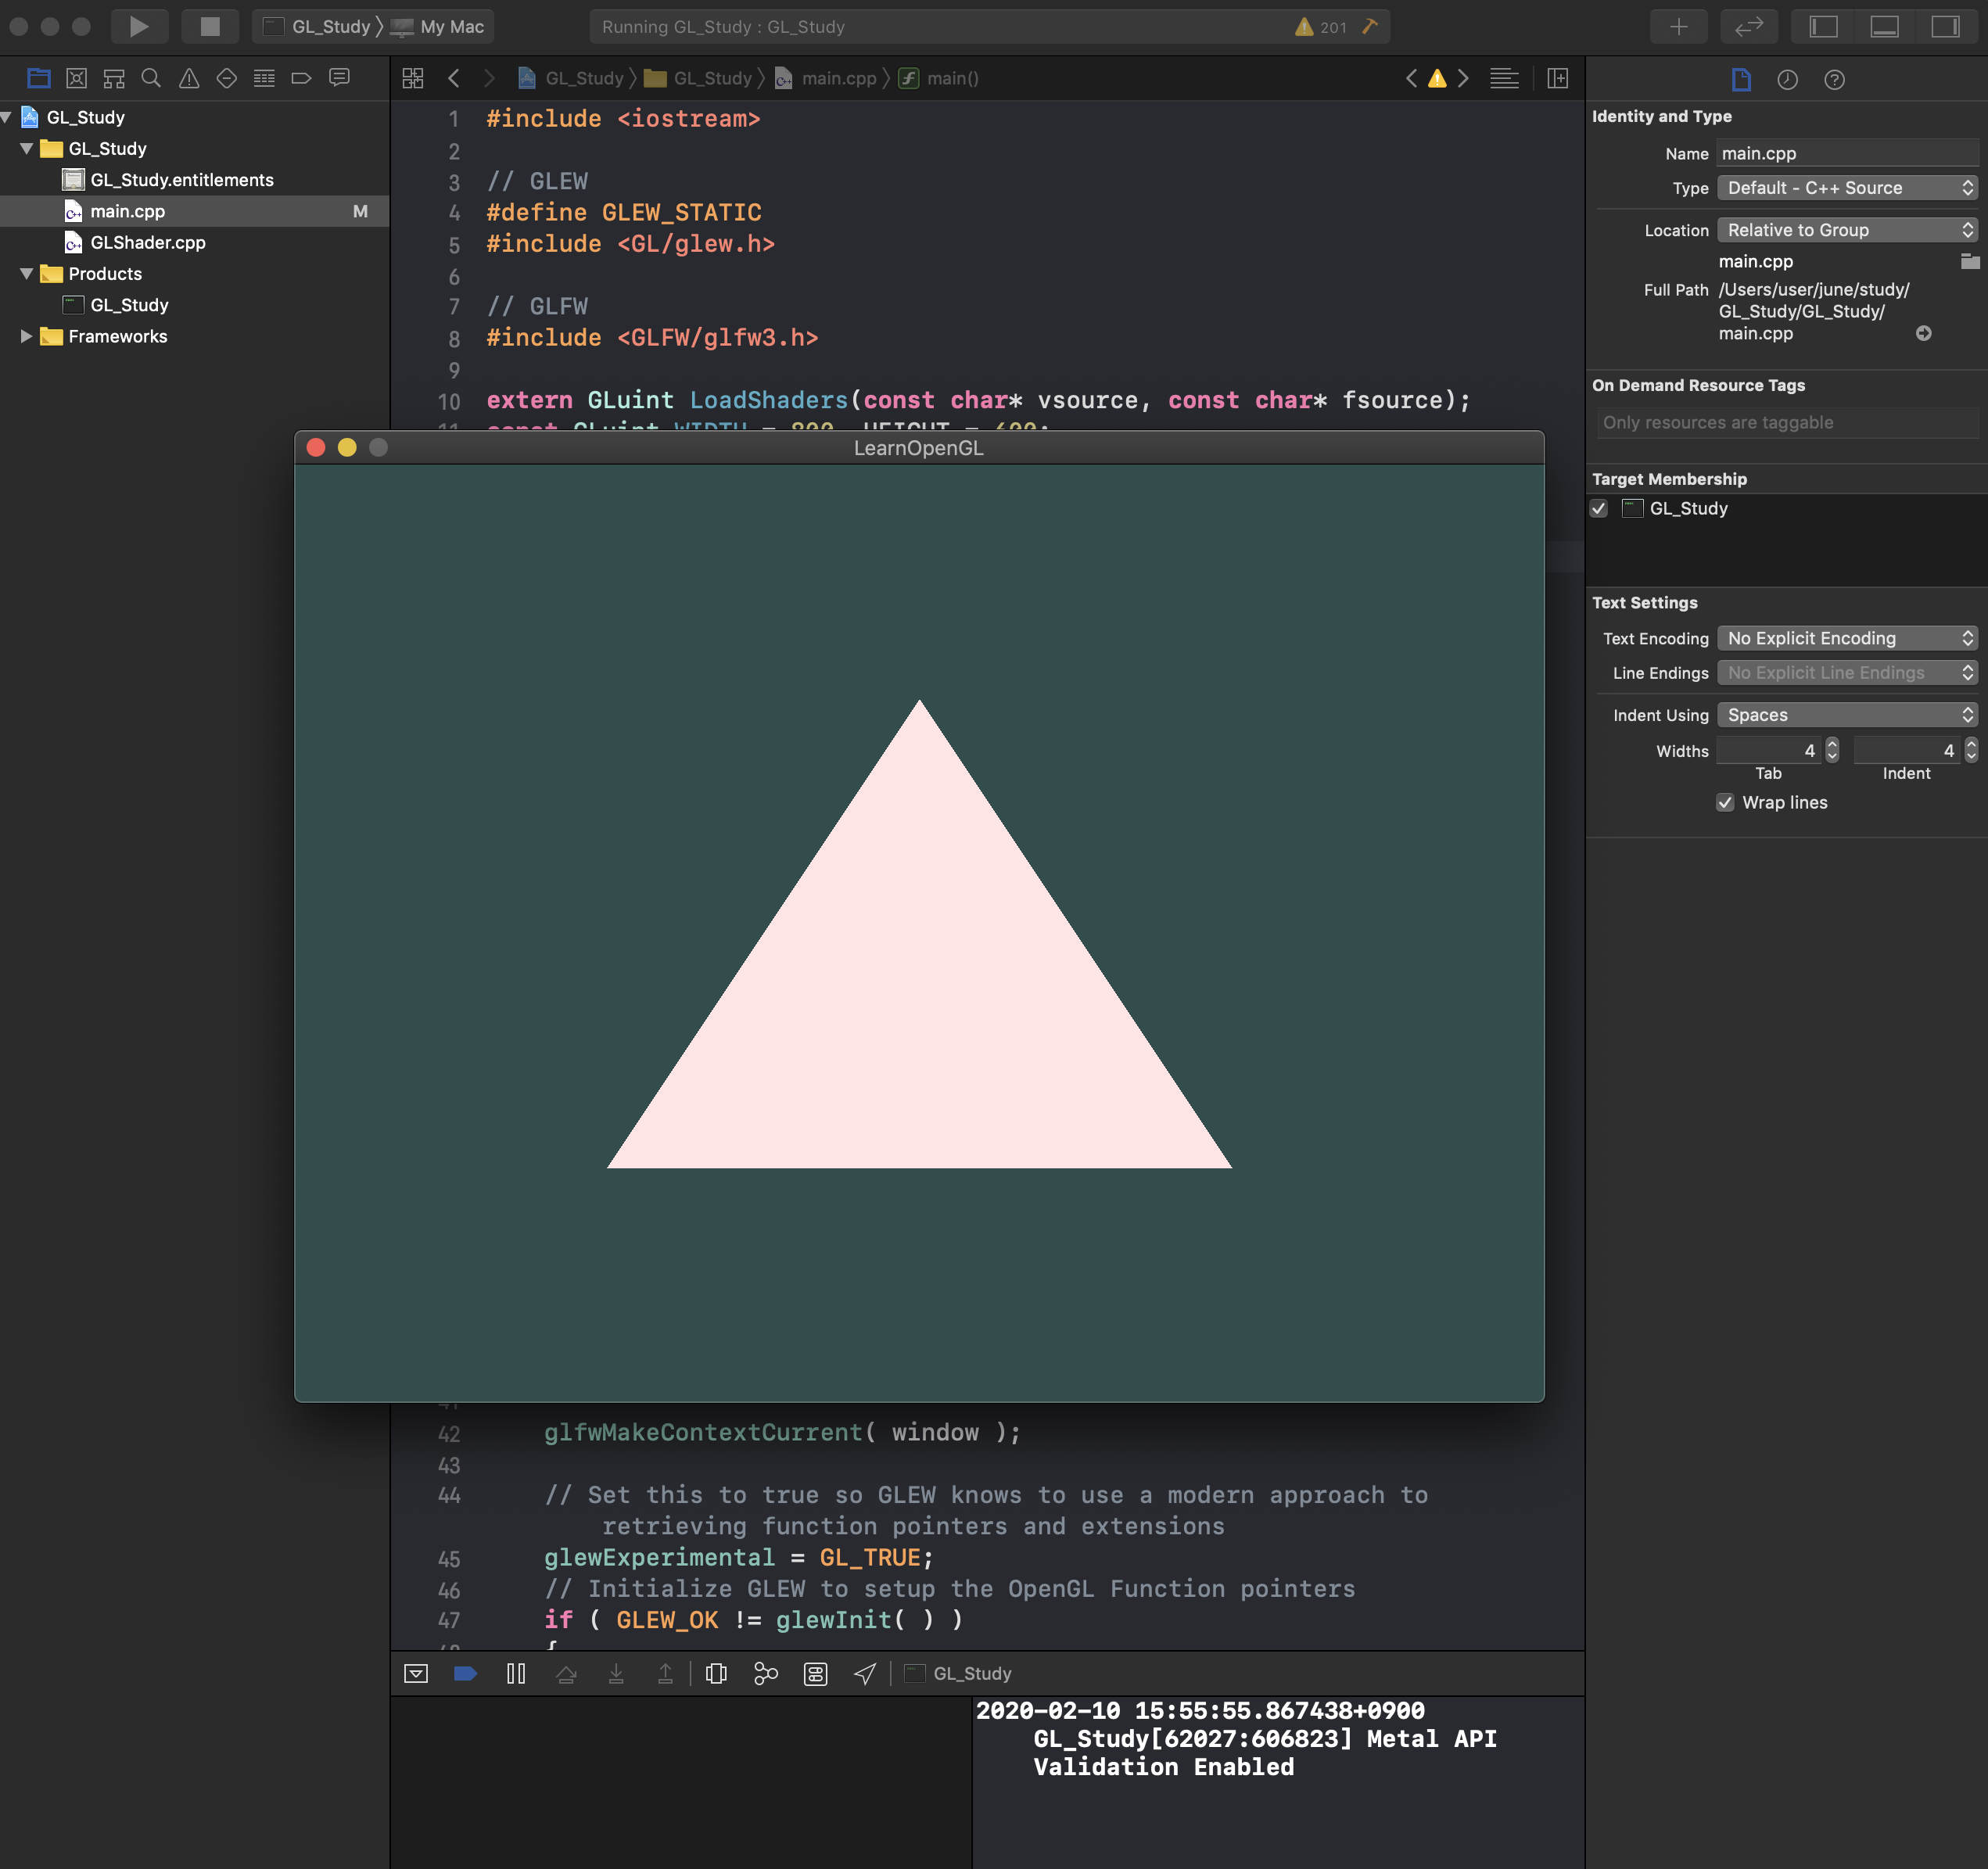 GL_Study 〉 My Mac
Running GL_Study : GL_Study
201
GL_Study 〉 GL_Study 〉 main.cpp 〉 main()
GL_Study
GL_Study
GL_Study.entitlements
main.cpp M
GLShader.cpp
Products
GL_Study
Frameworks
1 #include <iostream>
2
3 // GLEW
4 #define GLEW_STATIC
5 #include <GL/glew.h>
6
7 // GLFW
8 #include <GLFW/glfw3.h>
9
10 extern GLuint LoadShaders(const char* vsource, const char* fsource);
11 const GLuint WIDTH = 800, HEIGHT = 600;
LearnOpenGL
41
42 glfwMakeContextCurrent( window );
43
44 // Set this to true so GLEW knows to use a modern approach to
retrieving function pointers and extensions
45 glewExperimental = GL_TRUE;
46 // Initialize GLEW to setup the OpenGL Function pointers
47 if ( GLEW_OK != glewInit( ) )
48 {
GL_Study
2020-02-10 15:55:55.867438+0900
GL_Study[62027:606823] Metal API
Validation Enabled
Identity and Type
Name main.cpp
Type Default - C++ Source
Location Relative to Group
main.cpp
Full Path /Users/user/june/study/
GL_Study/GL_Study/
main.cpp
On Demand Resource Tags
Only resources are taggable
Target Membership
GL_Study
Text Settings
Text Encoding No Explicit Encoding
Line Endings No Explicit Line Endings
Indent Using Spaces
Widths 4 4
Tab Indent
Wrap lines